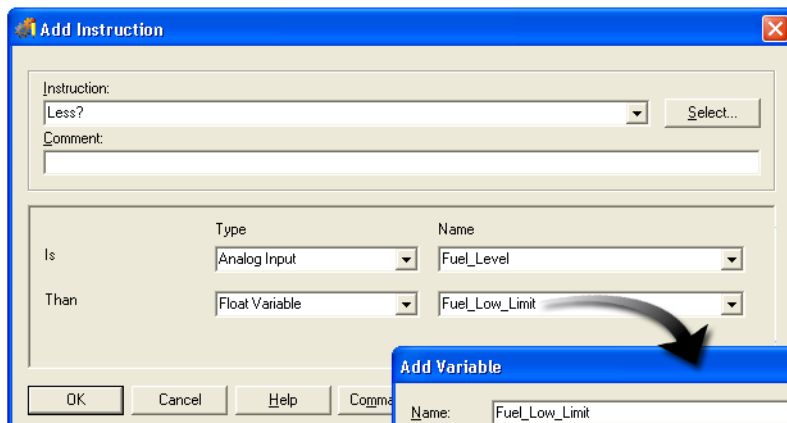 Add Instruction
Instruction:
Less?
Select...
Comment:
Type Name
Is Analog Input Fuel_Level
Than Float Variable Fuel_Low_Limit
Add Variable
OK Cancel Help
Name: Fuel_Low_Limit